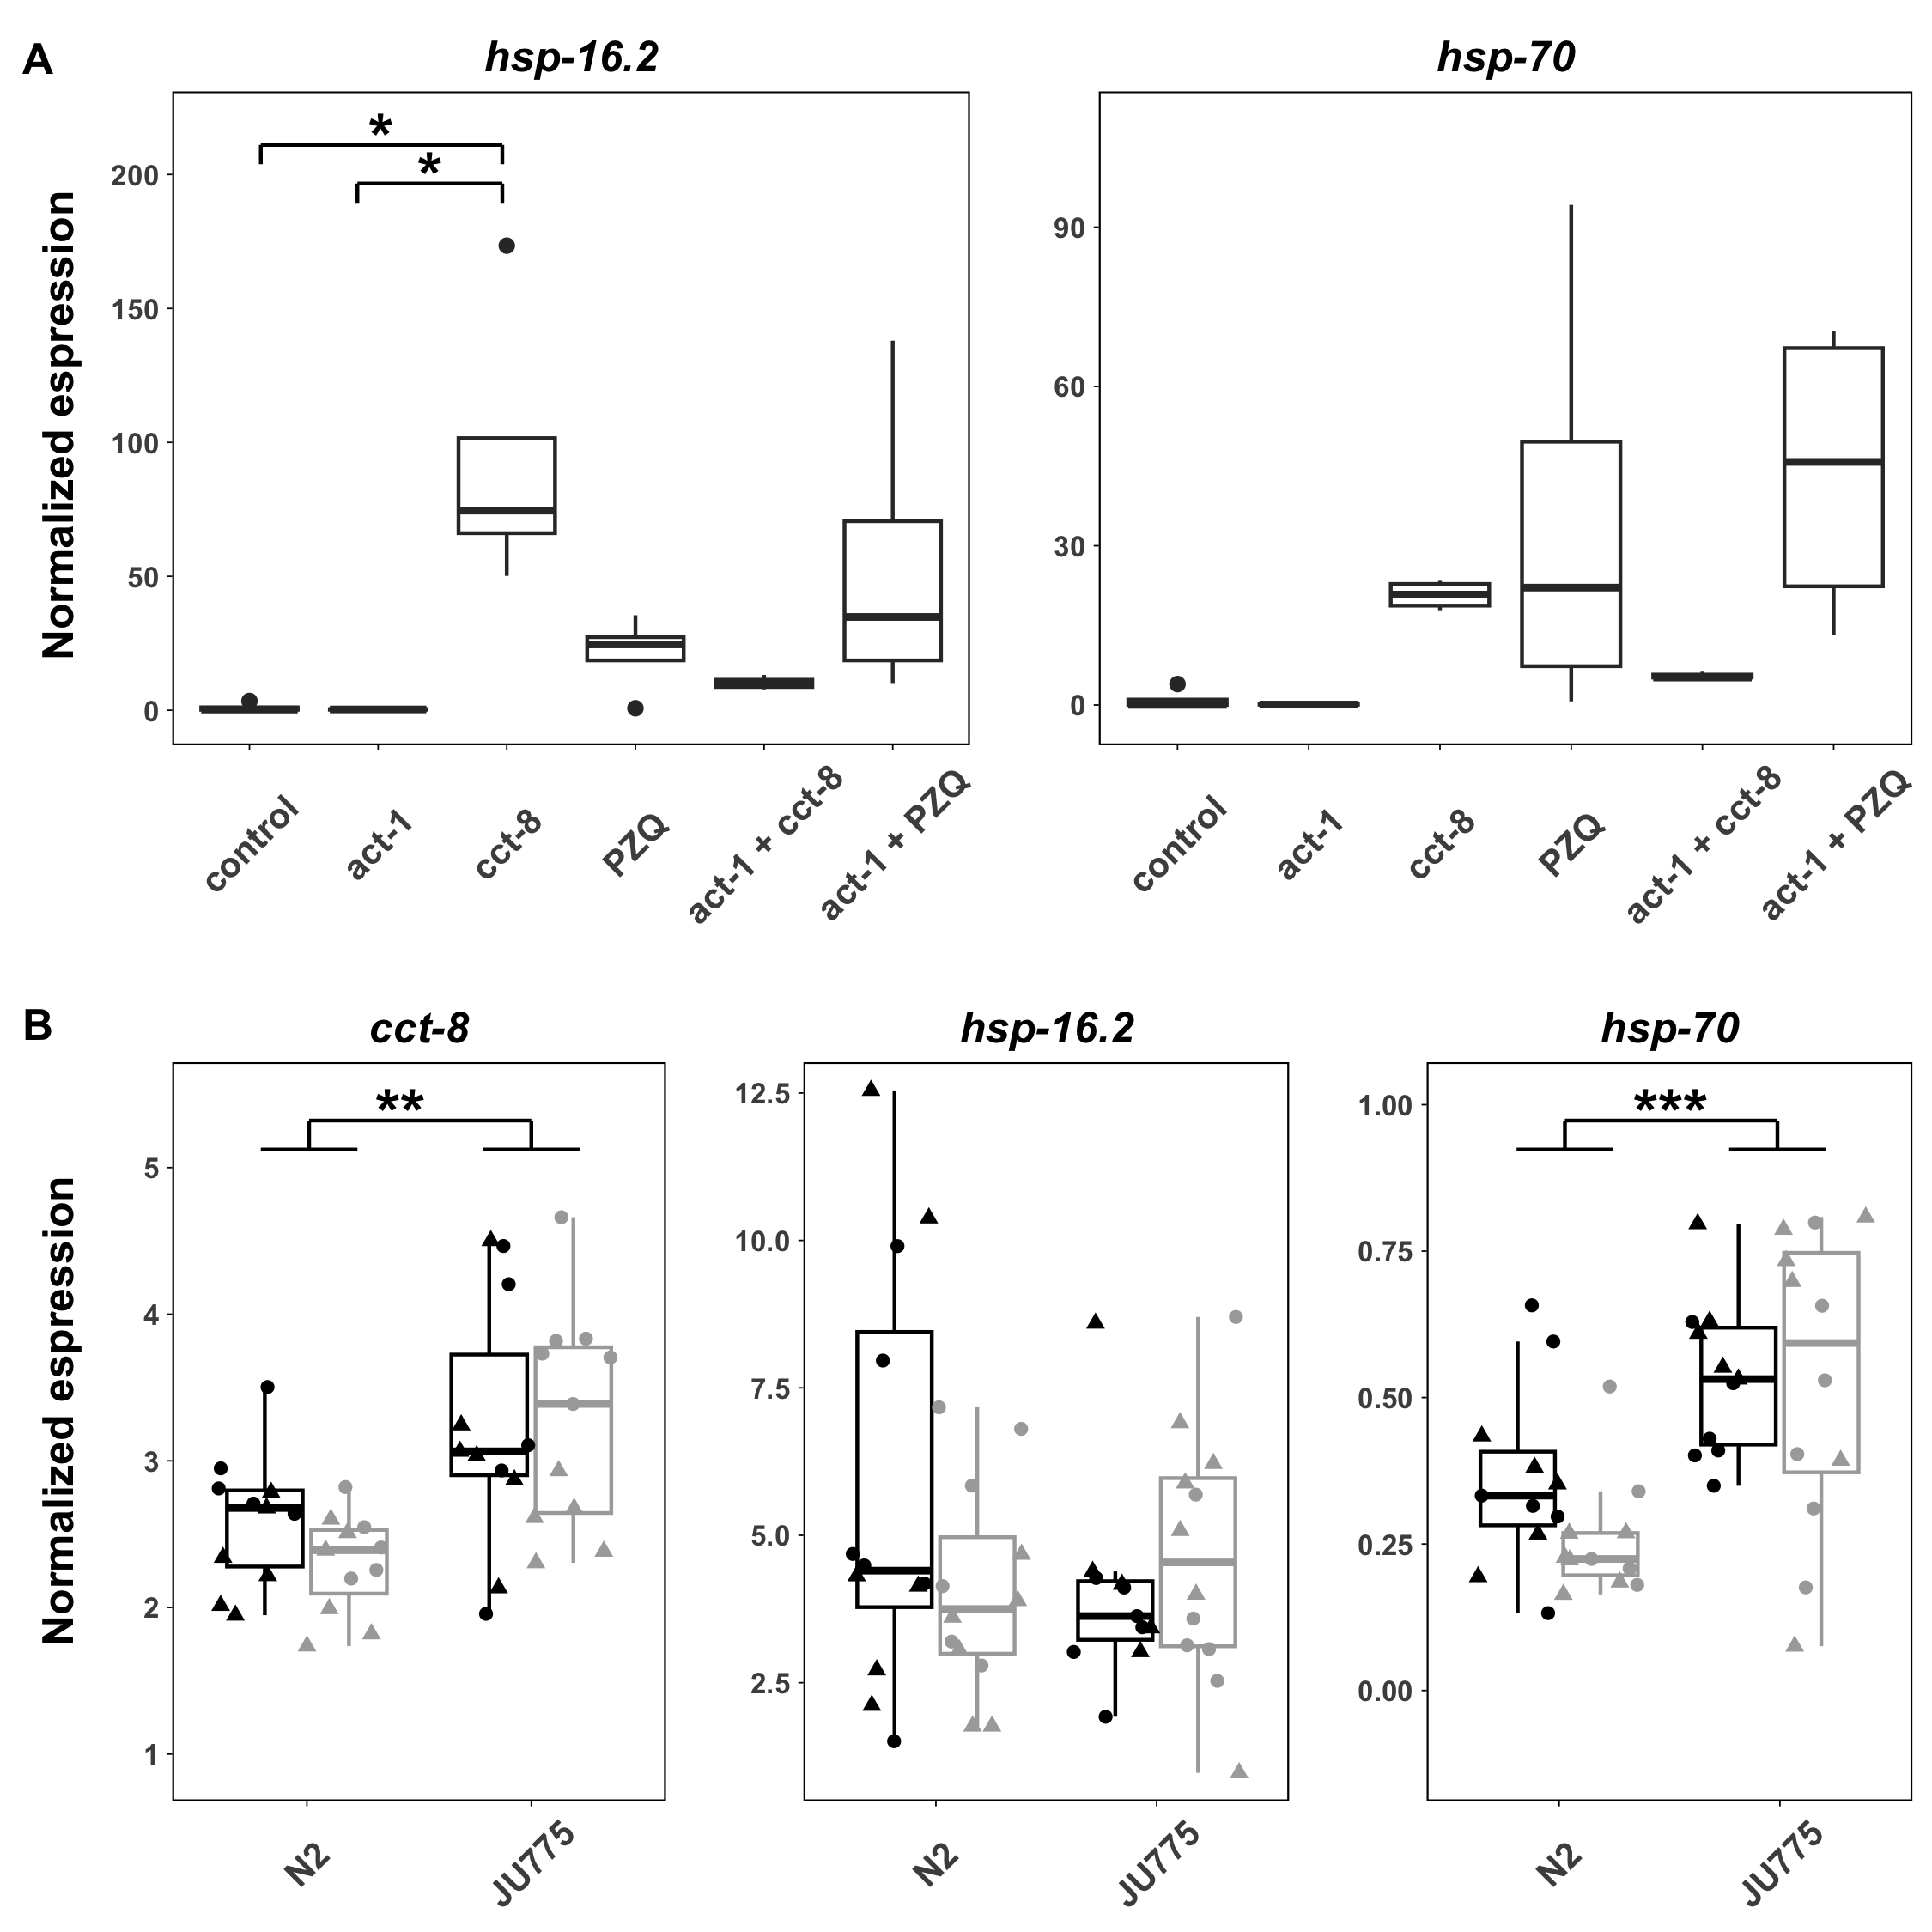 A
hsp-16.2
hsp-70
Normalized espression
200
150
100
50
0
*
*
control
act-1
cct-8
PZQ
act-1 + cct-8
act-1 + PZQ
90
60
30
0
control
act-1
cct-8
PZQ
act-1 + cct-8
act-1 + PZQ
B
cct-8
hsp-16.2
hsp-70
Normalized espression
5
4
3
2
1
**
N2
JU775
12.5
10.0
7.5
5.0
2.5
N2
JU775
1.00
0.75
0.50
0.25
0.00
***
N2
JU775